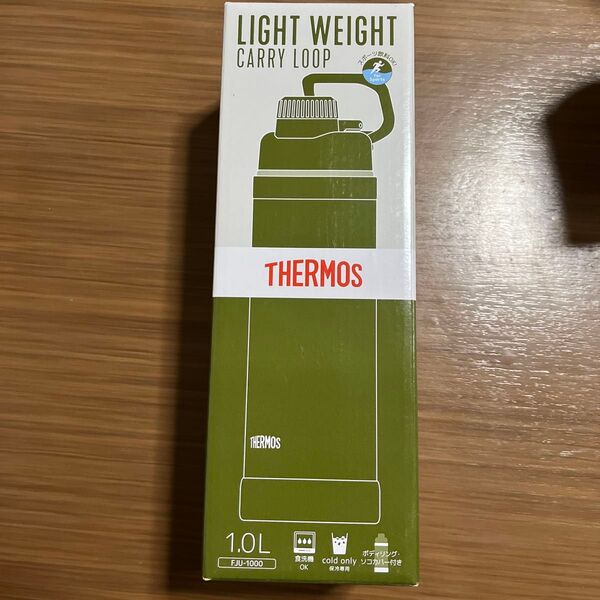 LIGHT WEIGHT
CARRY LOOP
スポーツ飲料OK!
For
Sports
THERMOS
THERMOS
1.0L
FJU-1000
食洗機
OK
cold only
保冷専用
ボディリング・
ソコカバー付き